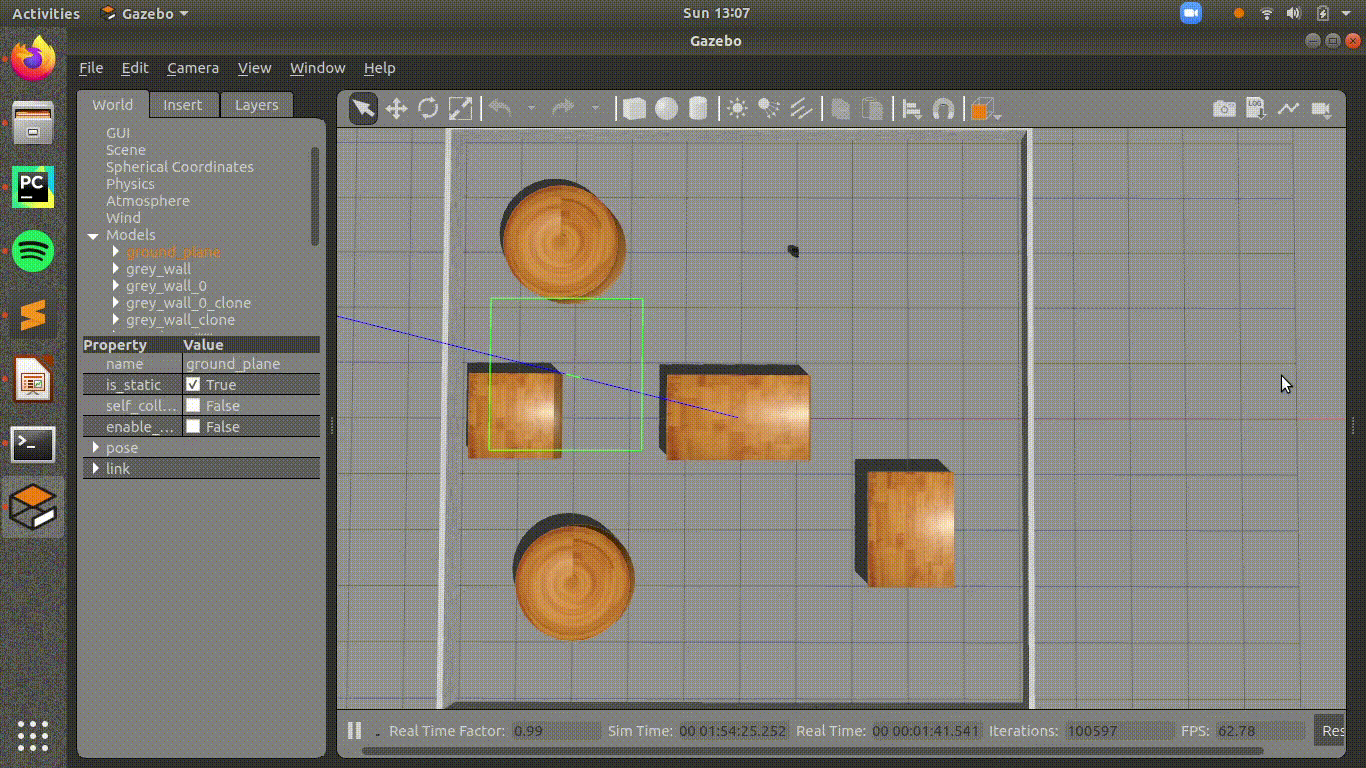 Activities Gazebo Sun 13:07
Gazebo
File Edit Camera View Window Help
World Insert Layers
GUI
Scene
Spherical Coordinates
Physics
Atmosphere
Wind
Models
ground_plane
grey_wall
grey_wall_0
grey_wall_0_clone
grey_wall_clone
Property Value
name ground_plane
is_static True
self_coll... False
enable_... False
pose
link
PC
LOG
Real Time Factor: 0.99 Sim Time: 00 01:54:25.252 Real Time: 00 00:01:41.541 Iterations: 100597 FPS: 62.78 Res